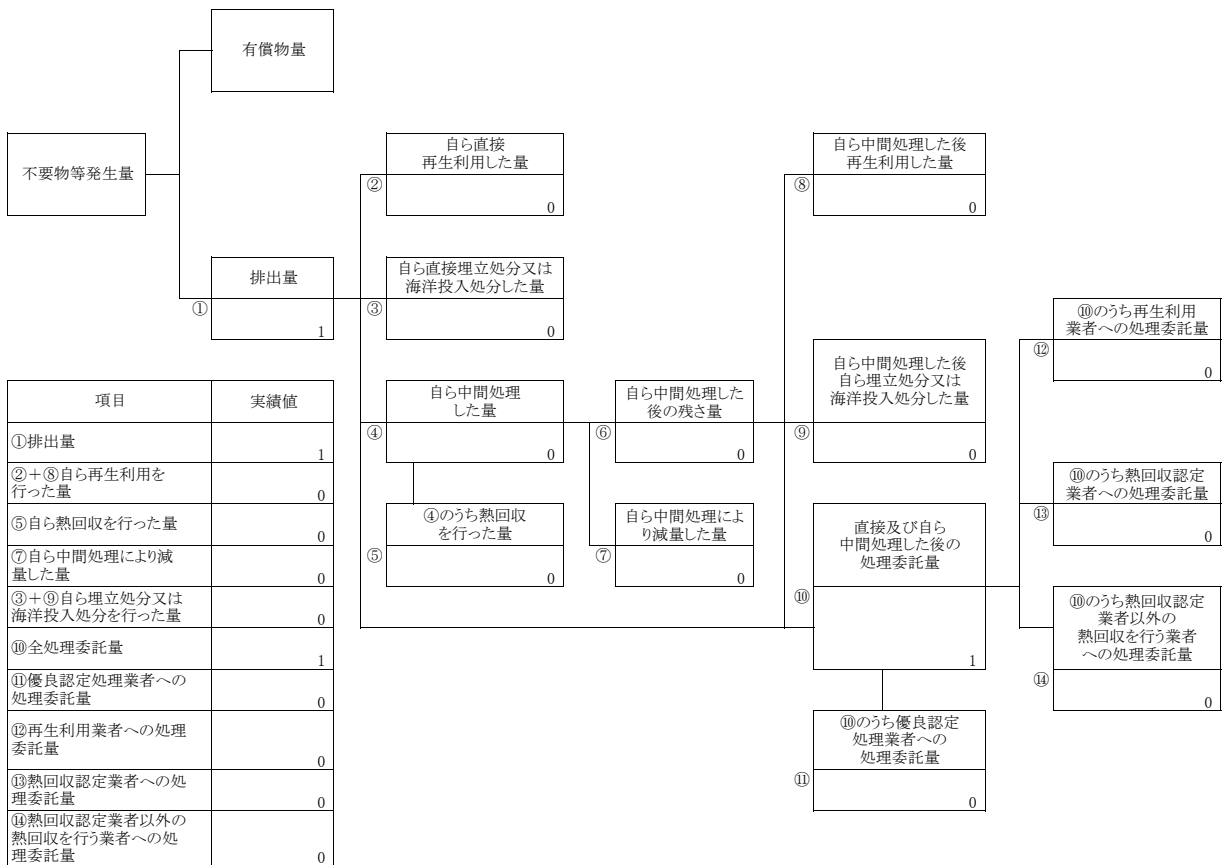 有償物量
不要物等発生量
自ら直接
再生利用した量
②
0
自ら中間処理した後
再生利用した量
⑧
0
排出量
①
1
自ら直接埋立処分又は
海洋投入処分した量
③
0
⑩のうち再生利用
業者への処理委託量
⑫
0
自ら中間処理
した量
④
0
自ら中間処理した
後の残さ量
⑥
0
自ら中間処理した後
自ら埋立処分又は
海洋投入処分した量
⑨
0
⑩のうち熱回収認定
業者への処理委託量
⑬
0
④のうち熱回収
を行った量
⑤
0
自ら中間処理によ
り減量した量
⑦
0
直接及び自ら
中間処理した後の
処理委託量
⑩
1
⑩のうち熱回収認定
業者以外の
熱回収を行う業者
への処理委託量
⑭
0
⑩のうち優良認定
処理業者への
処理委託量
⑪
0
項目 実績値
①排出量 1
②+⑧自ら再生利用を
行った量 0
⑤自ら熱回収を行った量 0
⑦自ら中間処理により減
量した量 0
③+⑨自ら埋立処分又は
海洋投入処分を行った量 0
⑩全処理委託量 1
⑪優良認定処理業者への
処理委託量 0
⑫再生利用業者への処理
委託量 0
⑬熱回収認定業者への処
理委託量 0
⑭熱回収認定業者以外の
熱回収を行う業者への処
理委託量 0